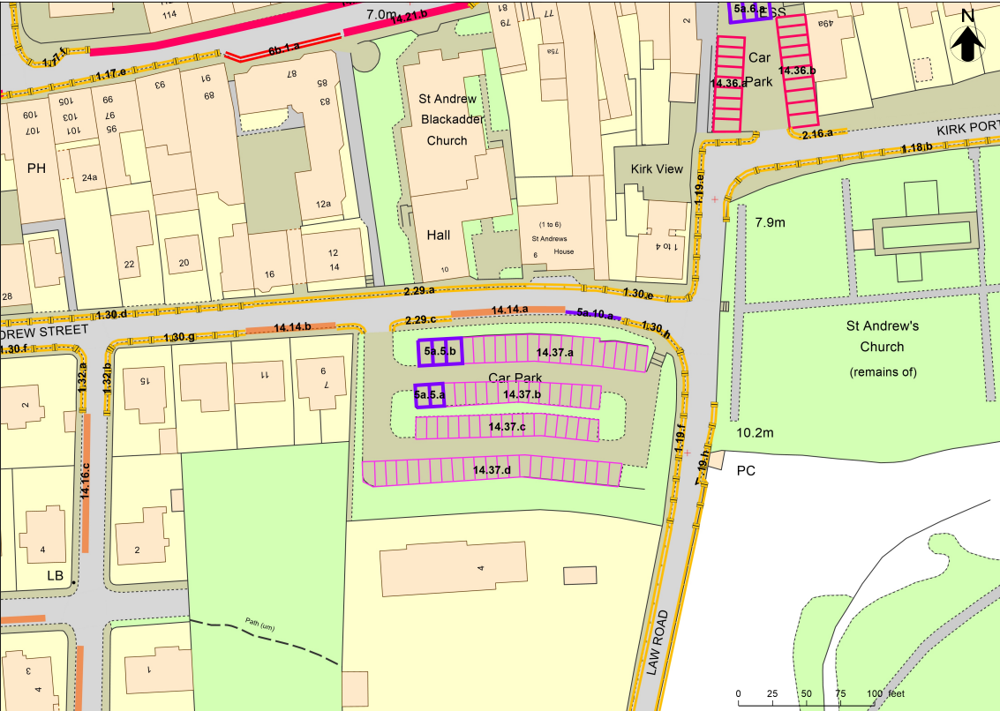 112
114
7.0m
14.21.b
81
79
77
75a
2
5a.6.a
ESS
49a
N
1.17.f
1.17.e
6b.1.a
14.36.a
14.36.b
Car
Park
109
107
105
103
101
99
97
95
93
91
89
87
85
83
St Andrew
Blackadder
Church
2.16.a
KIRK PORT
1.18.b
PH
24a
12a
Kirk View
1.19.e
Hall
(1 to 6)
St Andrews
House
6
10
1 to 4
7.9m
28
22
20
16
12
14
2.29.a
1.30.e
1.30.d
DREW STREET
1.30.f
1.30.g
14.14.b
2.29.c
14.14.a
5a.10.a
1.30.h
St Andrew's
Church
(remains of)
1.32.a
1.32.b
15
11
9
7
5a.5.b
14.37.a
Car Park
5a.5.a
14.37.b
14.37.c
14.37.d
2
14.16.c
1.19.f
1.19.h
10.2m
PC
4
2
4
LB
Path (um)
3
4
1
LAW ROAD
0 25 50 75 100 feet